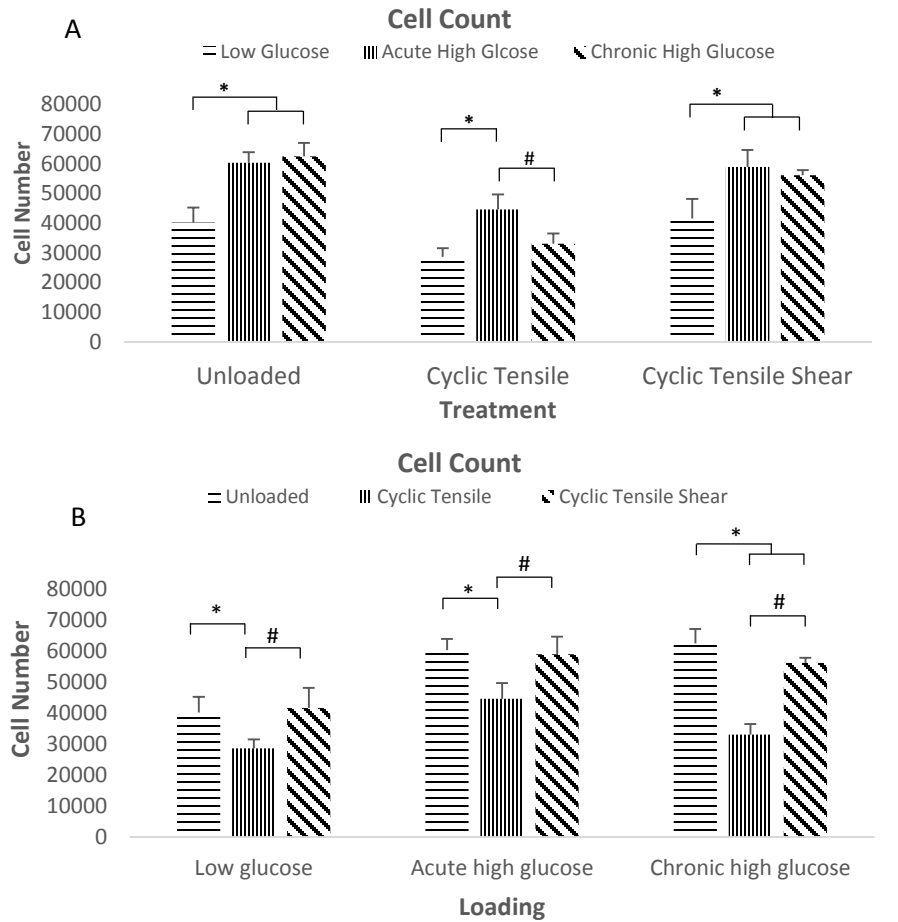 A
Cell Count
Low Glucose Acute High Glcose Chronic High Glucose
* * *
#
80000
70000
60000
50000
40000
30000
20000
10000
0
Cell Number
Unloaded Cyclic Tensile Cyclic Tensile Shear
Treatment
Cell Count
Unloaded Cyclic Tensile Cyclic Tensile Shear
B
* * *
# # #
80000
70000
60000
50000
40000
30000
20000
10000
0
Cell Number
Low glucose Acute high glucose Chronic high glucose
Loading